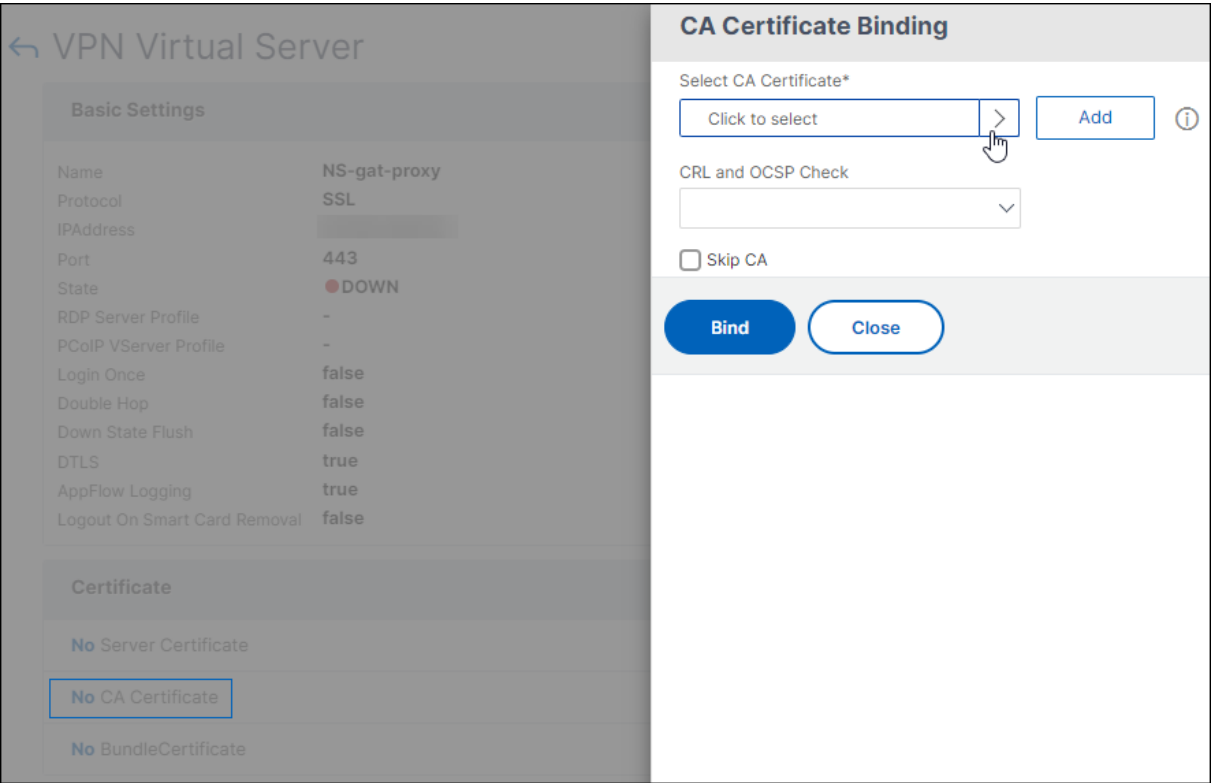 VPN Virtual Server
Basic Settings
Name NS-gat-proxy
Protocol SSL
IPAddress
Port 443
State DOWN
RDP Server Profile -
PCoIP VServer Profile -
Login Once false
Double Hop false
Down State Flush false
DTLS true
AppFlow Logging true
Logout On Smart Card Removal false
Certificate
No Server Certificate
No CA Certificate
No BundleCertificate
CA Certificate Binding
Select CA Certificate*
Click to select
Add
CRL and OCSP Check
Skip CA
Bind Close